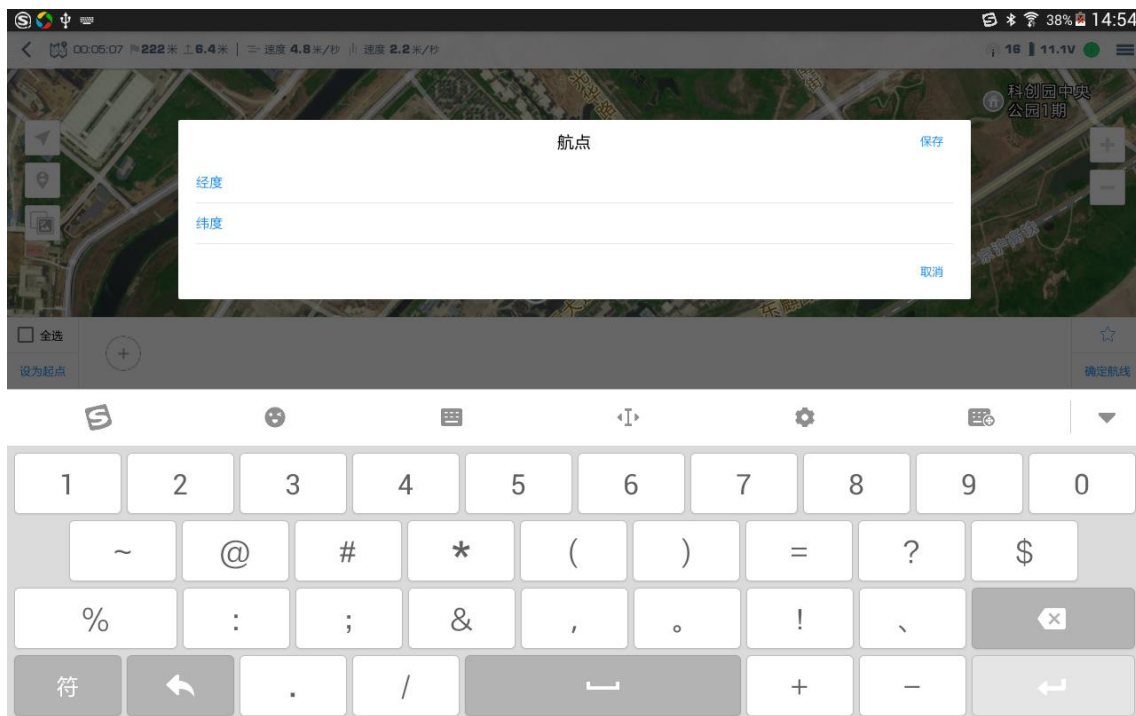 38% 14:54
00:05:07 222米 6.4米 | 速度 4.8米/秒 速度 2.2米/秒 16 11.1V
科创园中央
公园1期
航点 保存
经度
纬度
取消
全选
设为起点 确定航线
1 2 3 4 5 6 7 8 9 0
~ @ # * ( ) = ? $
% : ; & , 。 ! 、
符 . / + −